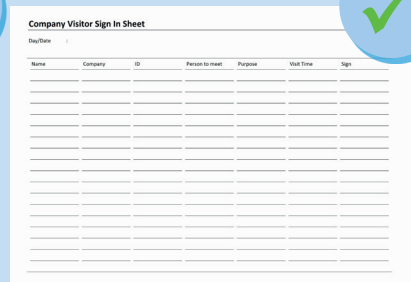 Company Visitor Sign In Sheet
Day/Date :
Name Company ID Person to meet Purpose Visit Time Sign